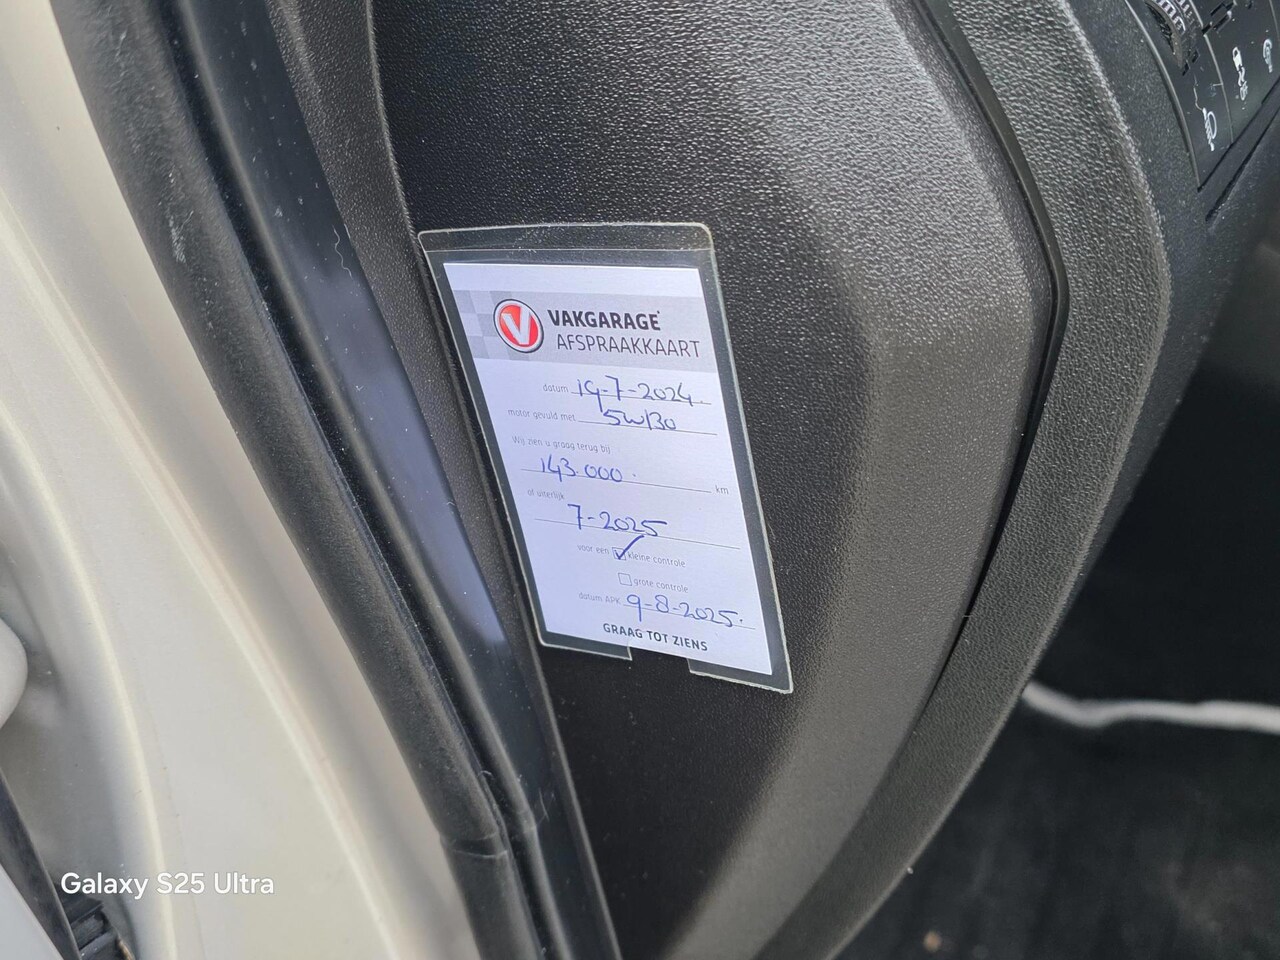 V VAKGARAGE
AFSPRAAKKAART
datum 19-7-2024.
motor gevuld met 5W/30
Wij zien u graag terug bij
143.000. km
of uiterlijk
7-2025
voor een kleine controle
grote controle
datum APK 9-8-2025.
GRAAG TOT ZIENS
Galaxy S25 Ultra